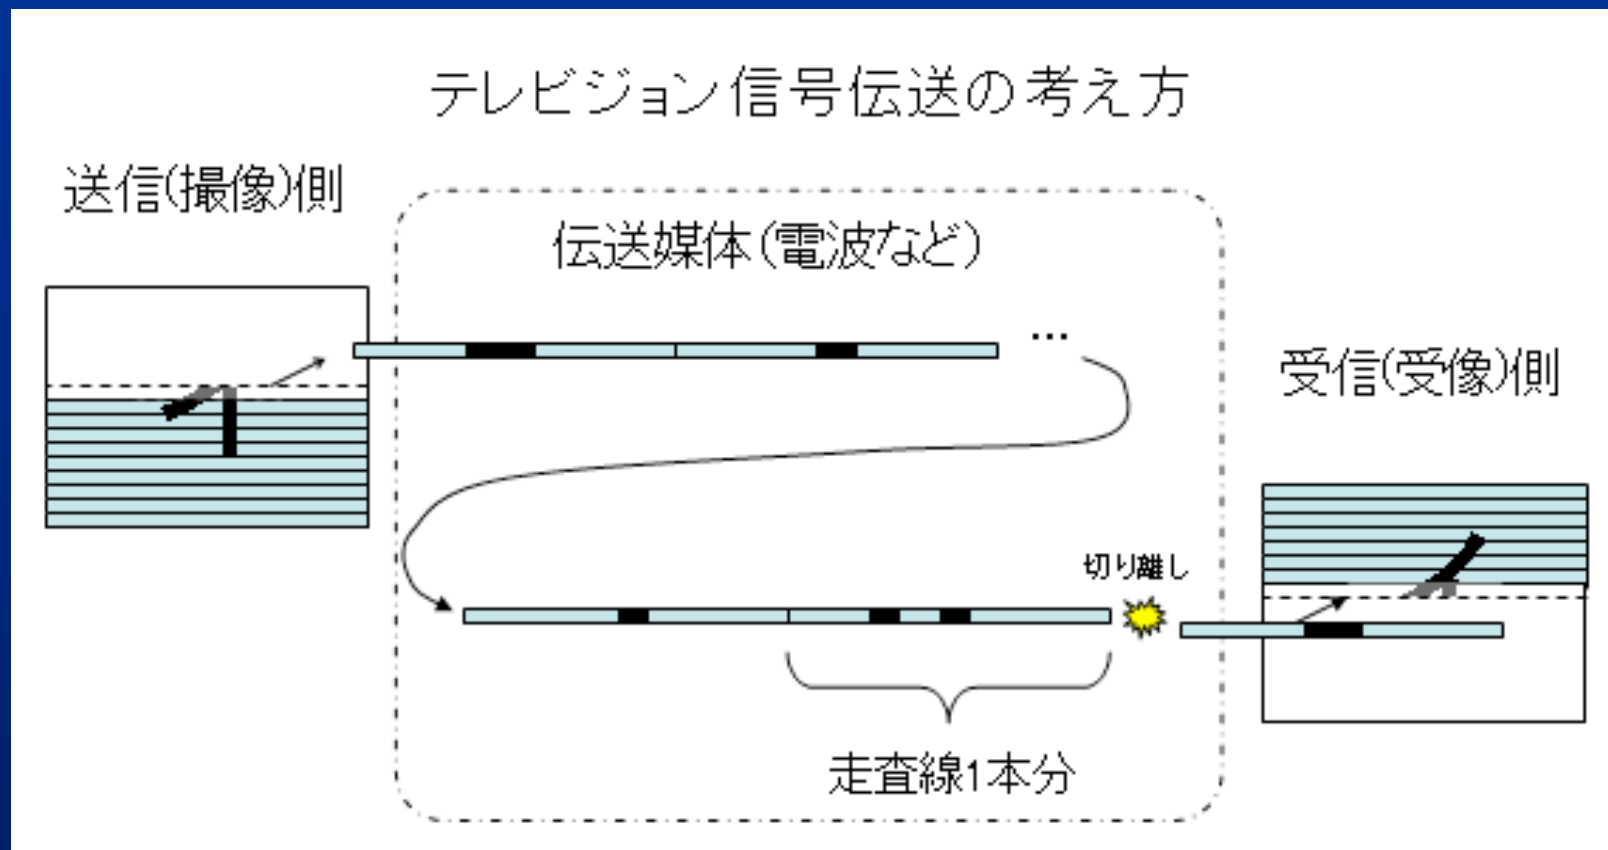 テレビジョン信号伝送の考え方
送信(撮像)側
伝送媒体(電波など)
…
受信(受像)側
切り離し
走査線1本分